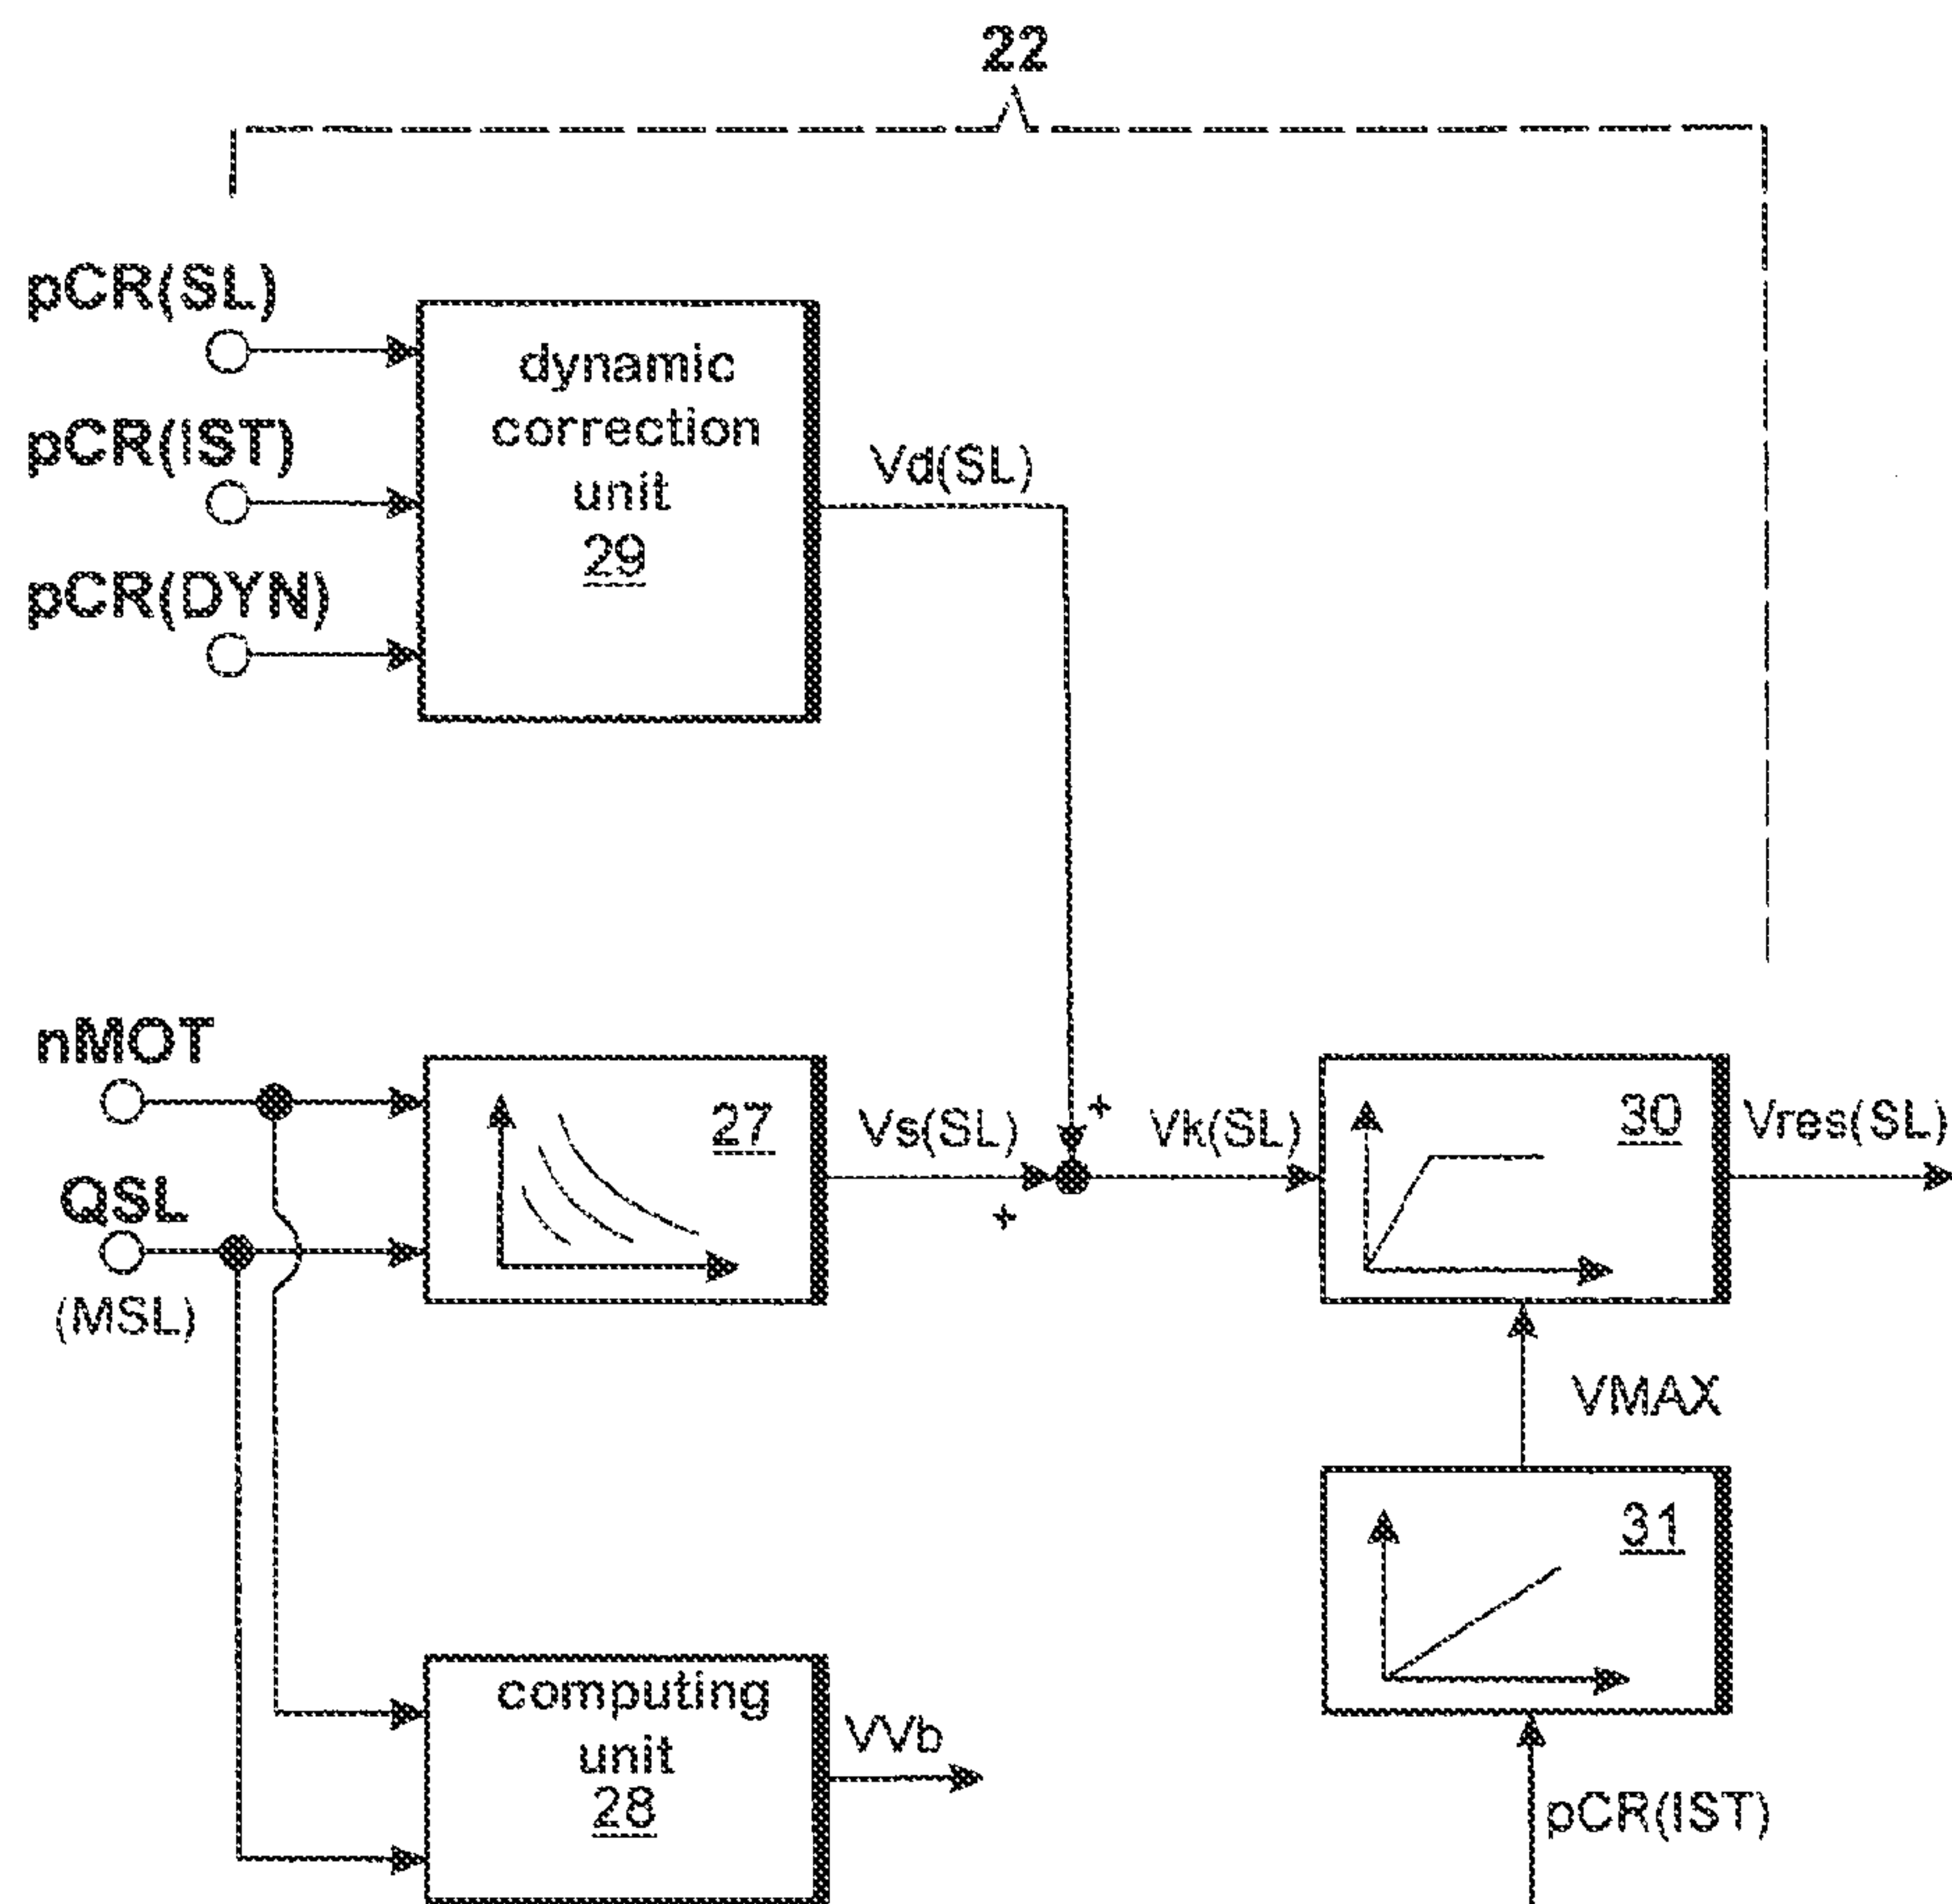 22
pCR(SL)
pCR(IST)
pCR(DYN)
dynamic
correction
unit
29
Vd(SL)
nMOT
QSL
(MSL)
27
Vs(SL)
+
+
Vk(SL)
30
Vres(SL)
VMAX
31
computing
unit
28
VVb
pCR(IST)